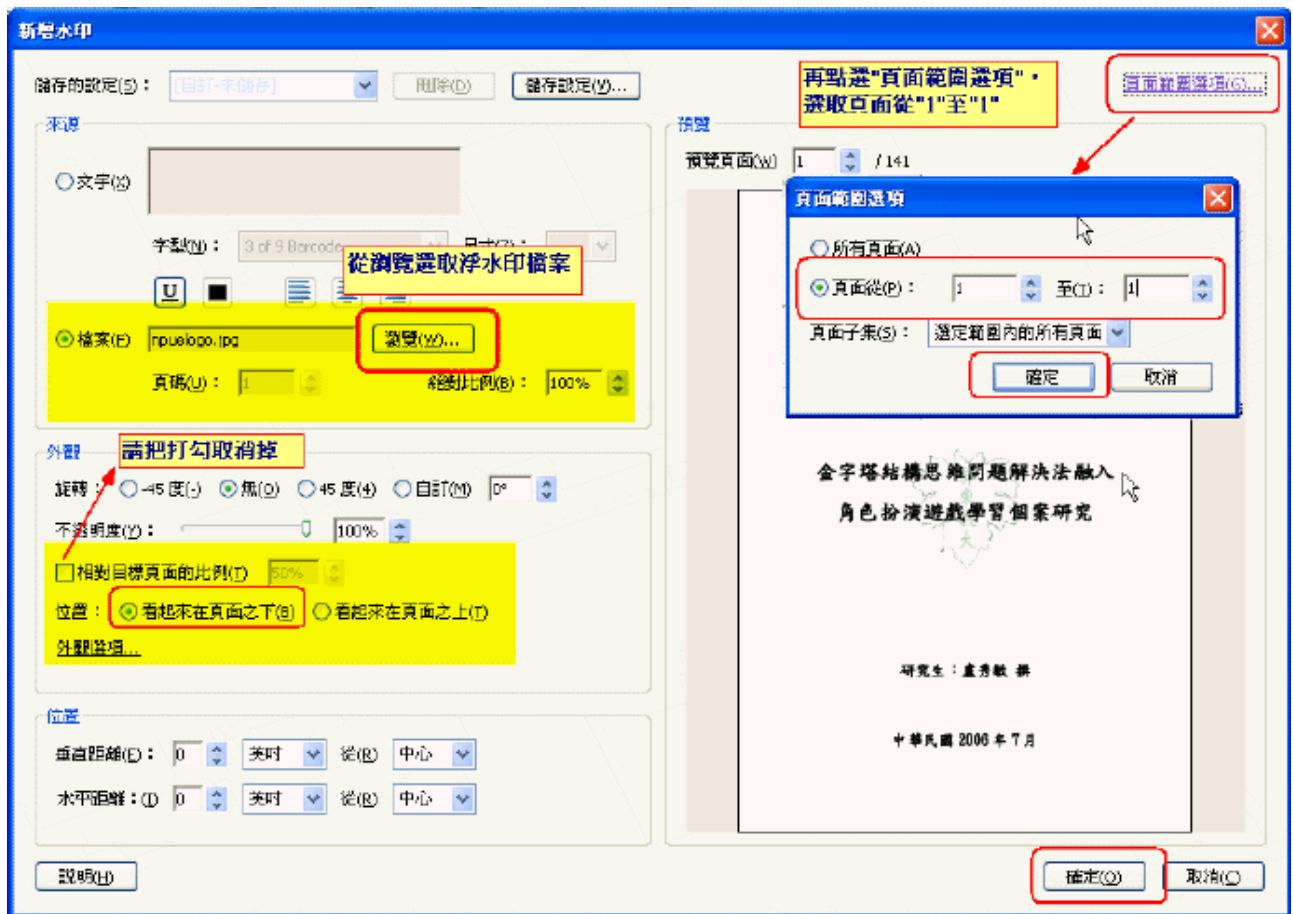 新增水印
儲存的設定(S)： [自訂-未儲存] 刪除(D) 儲存設定(V)...
再點選"頁面範圍選項"，
選取頁面從"1"至"1"
頁面範圍選項(G)...
來源
文字(X)
字型(N)： 3 of 9 Barcode 尺寸(Z)：
從瀏覽選取浮水印檔案
U
檔案(E) npuelogo.jpg 瀏覽(W)...
頁碼(U)： 1 絕對比例(B)： 100%
外觀
請把打勾取消掉
旋轉： -45 度(-) 無(O) 45 度(4) 自訂(M) 0°
不透明度(Y)： 100%
相對目標頁面的比例(T) 50%
位置： 看起來在頁面之下(B) 看起來在頁面之上(T)
外觀選項...
位置
垂直距離(E)： 0 英吋 從(R) 中心
水平距離：(I) 0 英吋 從(R) 中心
說明(H)
預覽
預覽頁面(W) 1 / 141
頁面範圍選項
所有頁面(A)
頁面從(P)： 1 至(T)： 1
頁面子集(S)： 選定範圍內的所有頁面
確定 取消
金字塔結構思維問題解決法融入
角色扮演遊戲學習個案研究
大
研究生：盧秀敏 撰
中華民國 2006 年 7 月
確定(O) 取消(C)